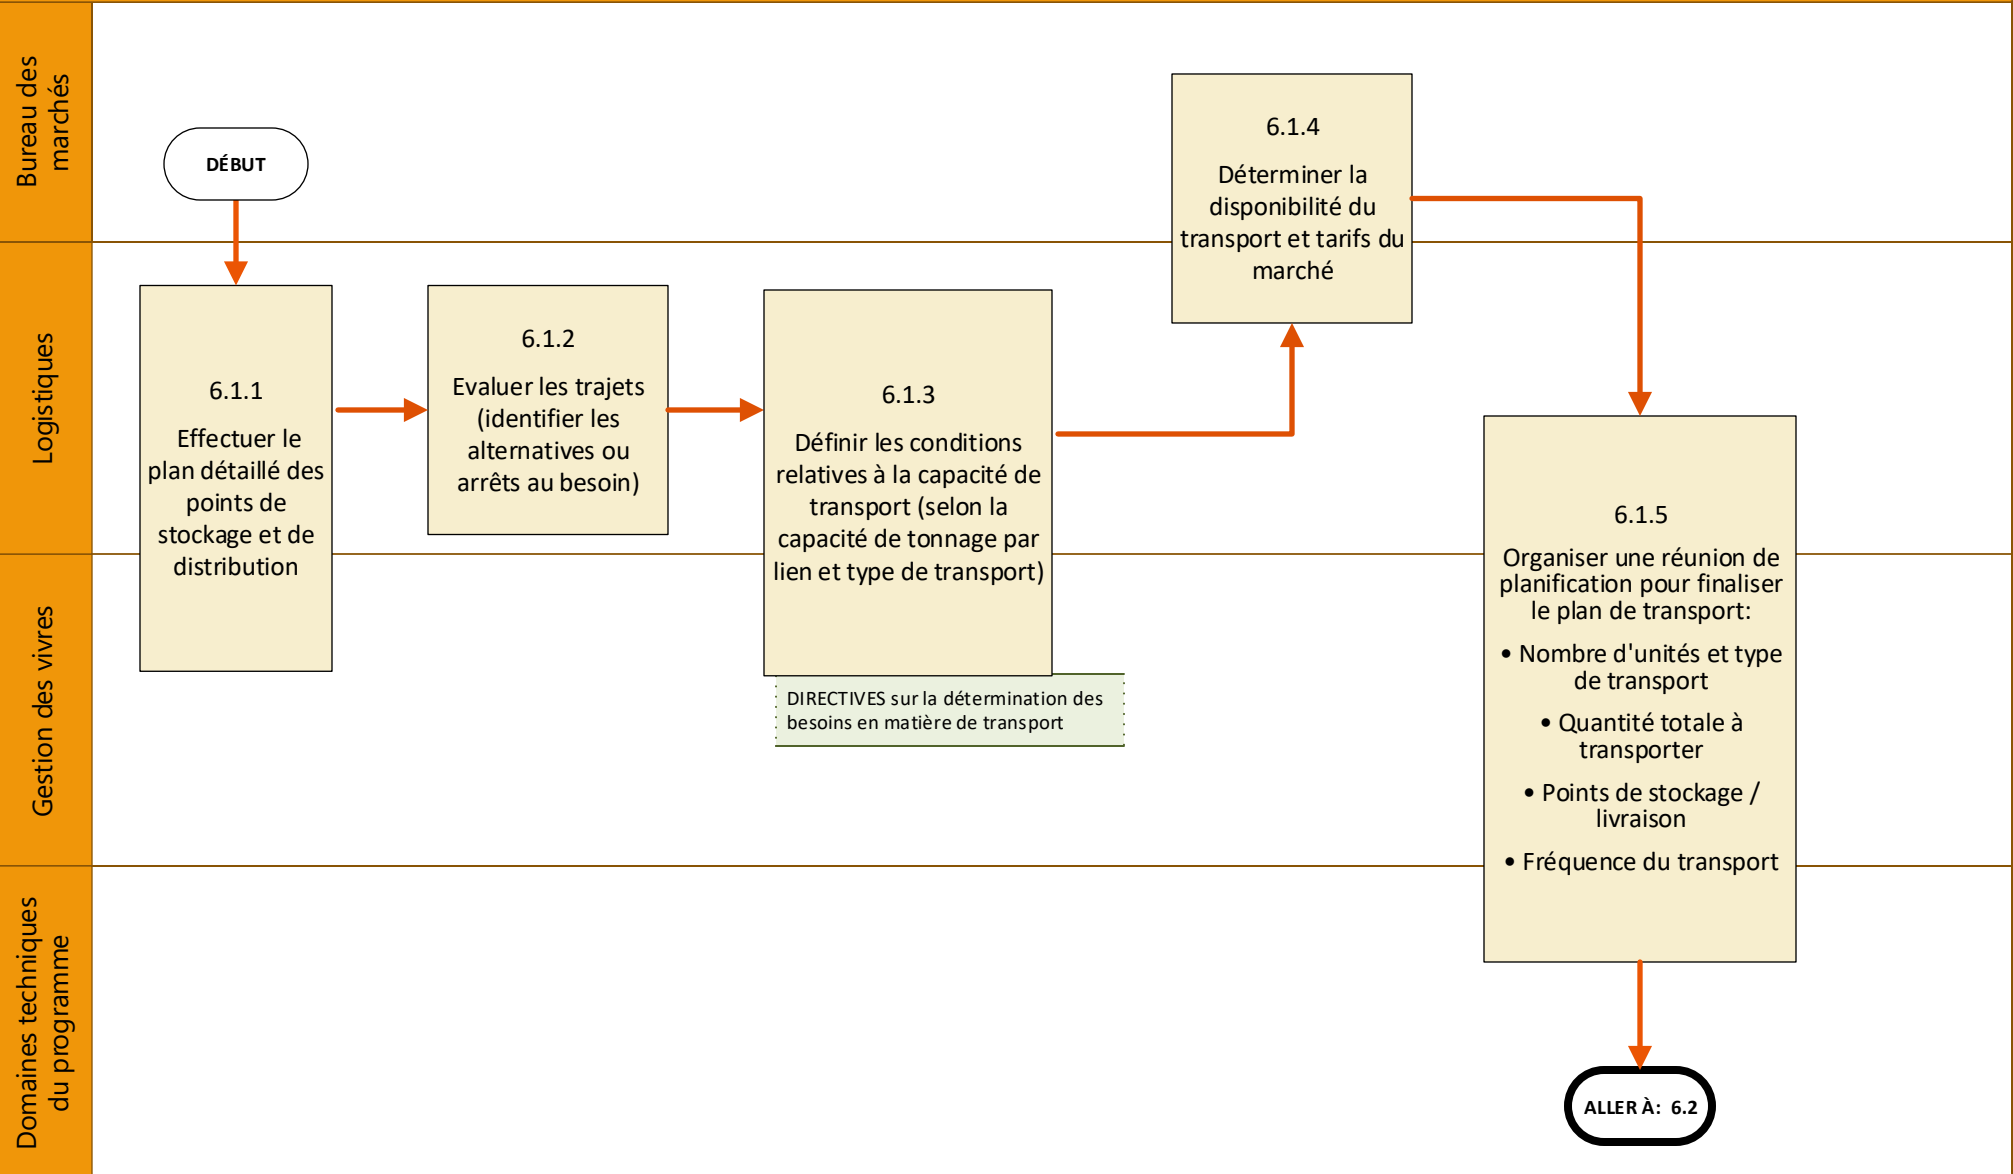 Bureau des
marchés
Logistiques
Gestion des vivres
Domaines techniques
du programme
DÉBUT
6.1.1
Effectuer le
plan détaillé des
points de
stockage et de
distribution
6.1.2
Evaluer les trajets
(identifier les
alternatives ou
arrêts au besoin)
6.1.3
Définir les conditions
relatives à la capacité de
transport (selon la
capacité de tonnage par
lien et type de transport)
DIRECTIVES sur la détermination des
besoins en matière de transport
6.1.4
Déterminer la
disponibilité du
transport et tarifs du
marché
6.1.5
Organiser une réunion de
planification pour finaliser
le plan de transport:
• Nombre d'unités et type
de transport
• Quantité totale à
transporter
• Points de stockage /
livraison
• Fréquence du transport
ALLER À: 6.2